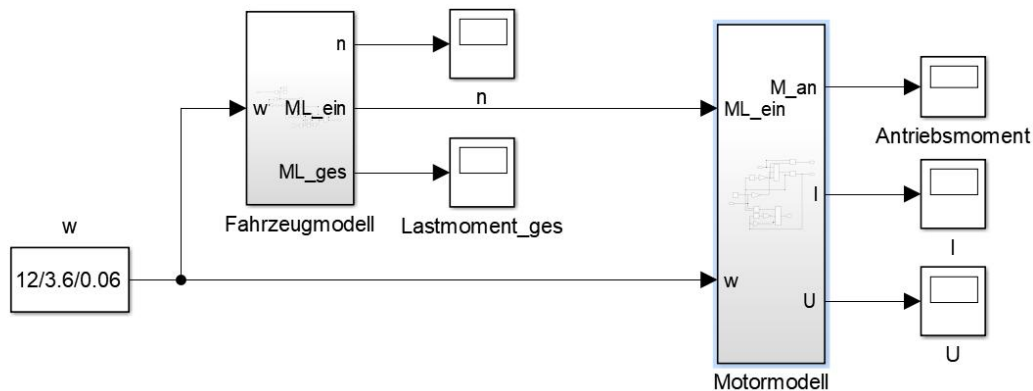 n
w
ML_ein
ML_ges
Fahrzeugmodell
n
Lastmoment_ges
w
12/3.6/0.06
ML_ein
w
M_an
I
U
Motormodell
Antriebsmoment
I
U